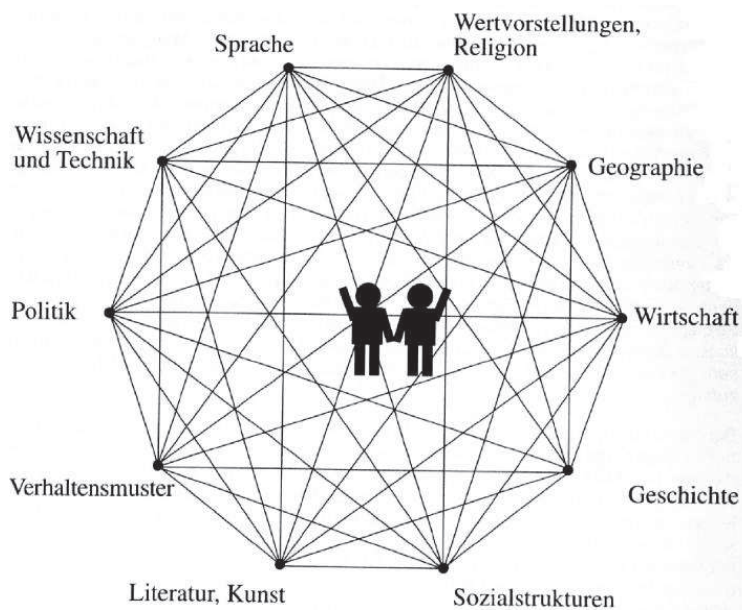 Sprache
Wertvorstellungen,
Religion
Wissenschaft
und Technik
Geographie
Politik
Wirtschaft
Verhaltensmuster
Geschichte
Literatur, Kunst
Sozialstrukturen